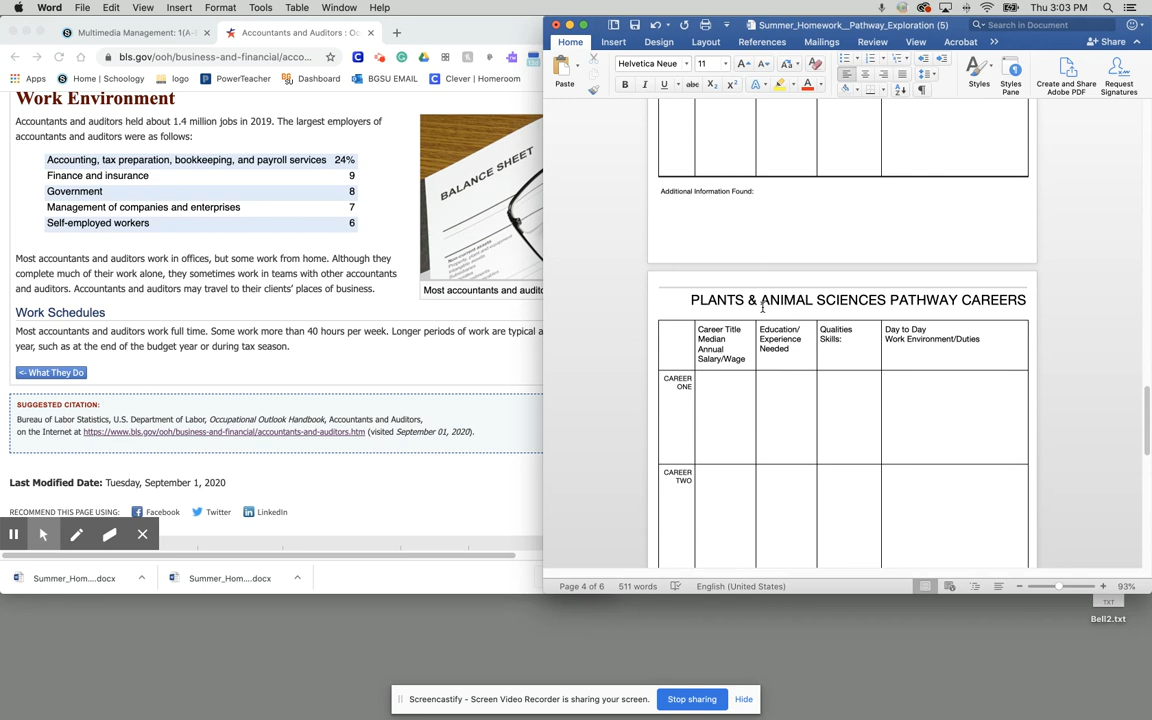 Word File Edit View Insert Format Tools Table Window Help
Thu 3:03 PM
Multimedia Management: 1(A-
Accountants and Auditors : Oc
bls.gov/ooh/business-and-financial/acco...
Apps Home | Schoology logo PowerTeacher Dashboard BGSU EMAIL Clever | Homeroom
Work Environment
Accountants and auditors held about 1.4 million jobs in 2019. The largest employers of
accountants and auditors were as follows:
Accounting, tax preparation, bookkeeping, and payroll services 24%
Finance and insurance 9
Government 8
Management of companies and enterprises 7
Self-employed workers 6
BALANCE SHEET
Most accountants and audito
Most accountants and auditors work in offices, but some work from home. Although they
complete much of their work alone, they sometimes work in teams with other accountants
and auditors. Accountants and auditors may travel to their clients' places of business.
Work Schedules
Most accountants and auditors work full time. Some work more than 40 hours per week. Longer periods of work are typical a
year, such as at the end of the budget year or during tax season.
<- What They Do
SUGGESTED CITATION:
Bureau of Labor Statistics, U.S. Department of Labor, Occupational Outlook Handbook, Accountants and Auditors,
on the Internet at https://www.bls.gov/ooh/business-and-financial/accountants-and-auditors.htm (visited September 01, 2020).
Last Modified Date: Tuesday, September 1, 2020
RECOMMEND THIS PAGE USING: Facebook Twitter LinkedIn
Summer_Hom....docx
Summer_Hom....docx
Summer_Homework__Pathway_Exploration (5)
Search in Document
Home Insert Design Layout References Mailings Review View Acrobat Share
Paste
Helvetica Neue 11
Styles
Styles
Pane
Create and Share
Adobe PDF
Request
Signatures
Additional Information Found:
PLANTS & ANIMAL SCIENCES PATHWAY CAREERS
Career Title
Median
Annual
Salary/Wage
Education/
Experience
Needed
Qualities
Skills:
Day to Day
Work Environment/Duties
CAREER
ONE
CAREER
TWO
Page 4 of 6 511 words English (United States) 93%
TXT
Bell2.txt
Screencastify - Screen Video Recorder is sharing your screen. Stop sharing Hide